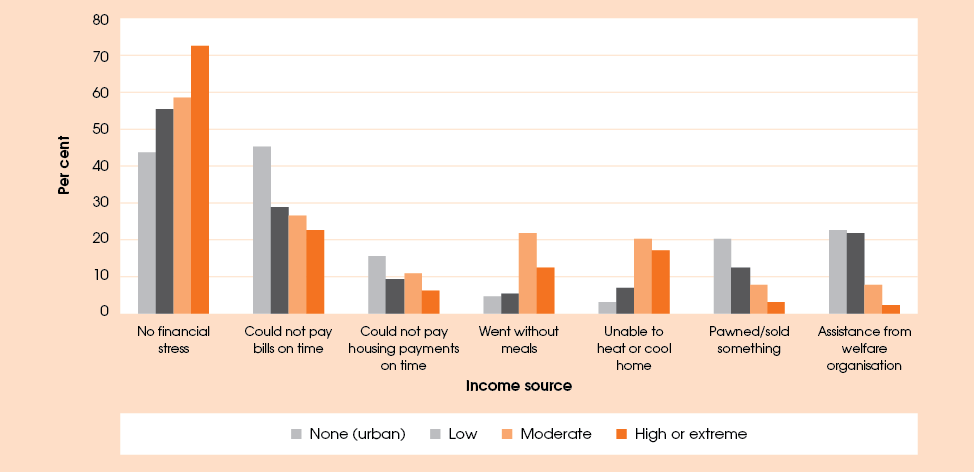 80
70
60
50
40
30
20
10
0
Per cent
No financial
stress
Could not pay
bills on time
Could not pay
housing payments
on time
Went without
meals
Unable to
heat or cool
home
Pawned/sold
something
Assistance from
welfare
organisation
Income source
None (urban) Low Moderate High or extreme